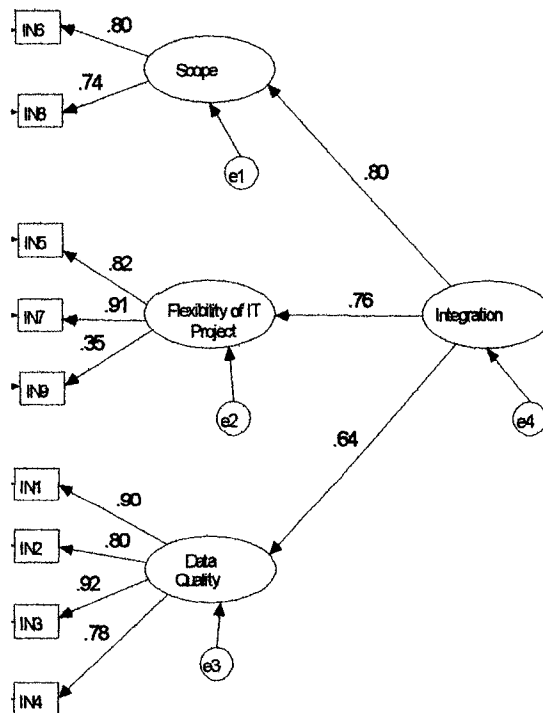 IN6
.80
Scope
.74
IN8
e1
.80
IN5
.82
.91
IN7
Flexibility of IT
Project
.76
Integration
.35
IN9
e2
e4
.64
IN1
.90
IN2
.80
Data
Quality
.92
IN3
.78
e3
IN4